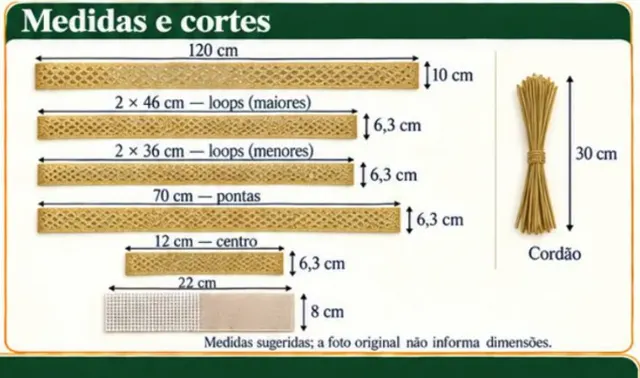 Medidas e cortes
120 cm
10 cm
2 × 46 cm — loops (maiores)
6,3 cm
2 × 36 cm — loops (menores)
6,3 cm
70 cm — pontas
6,3 cm
12 cm — centro
6,3 cm
22 cm
8 cm
30 cm
Cordão
Medidas sugeridas; a foto original não informa dimensões.